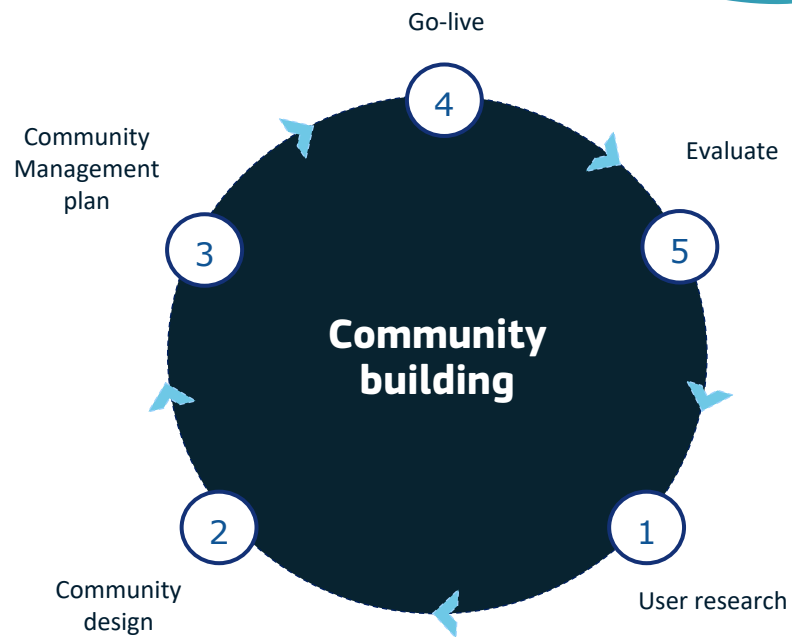 Go-live
4
Community
Management
plan
3
Evaluate
5
Community
building
2
Community
design
1
User research